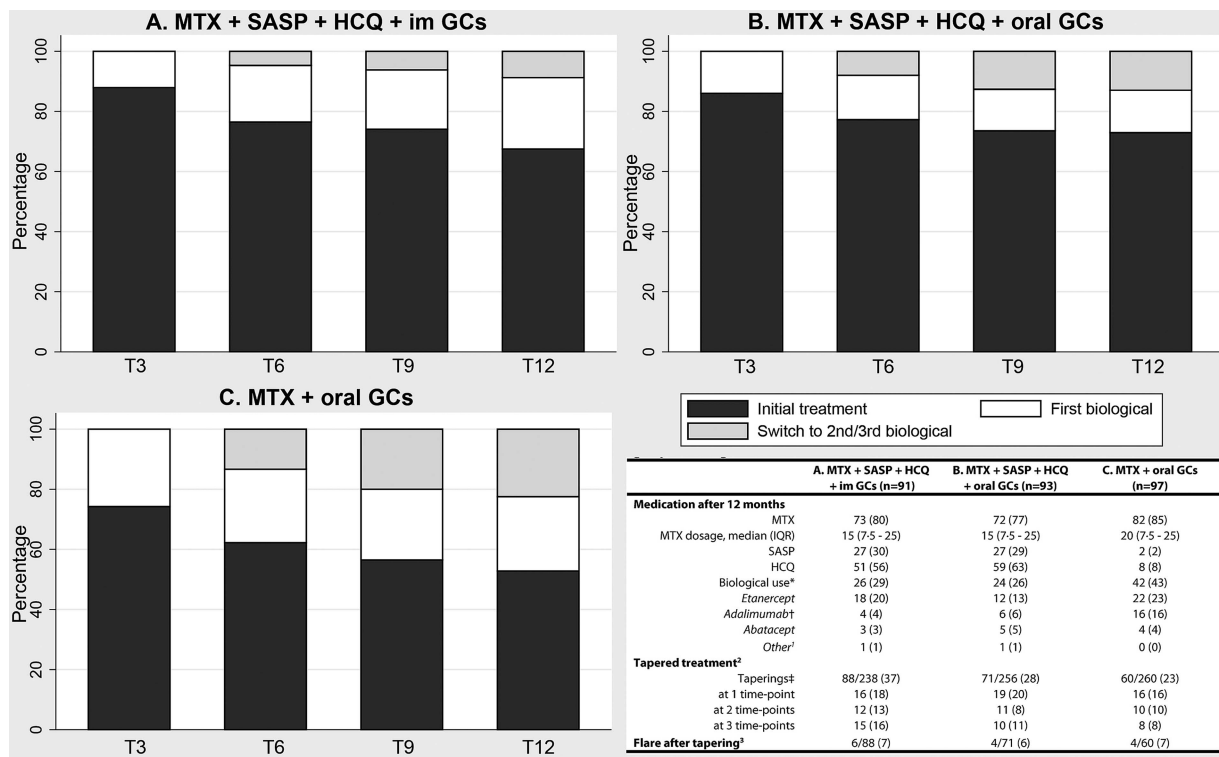 A. MTX + SASP + HCQ + im GCs
Percentage
0
20
40
60
80
100
T3 T6 T9 T12
B. MTX + SASP + HCQ + oral GCs
Percentage
0
20
40
60
80
100
T3 T6 T9 T12
C. MTX + oral GCs
Percentage
0
20
40
60
80
100
T3 T6 T9 T12
Initial treatment First biological
Switch to 2nd/3rd biological
A. MTX + SASP + HCQ B. MTX + SASP + HCQ C. MTX + oral GCs
+ im GCs (n=91) + oral GCs (n=93) (n=97)
Medication after 12 months
MTX 73 (80) 72 (77) 82 (85)
MTX dosage, median (IQR) 15 (7·5 - 25) 15 (7·5 - 25) 20 (7·5 - 25)
SASP 27 (30) 27 (29) 2 (2)
HCQ 51 (56) 59 (63) 8 (8)
Biological use* 26 (29) 24 (26) 42 (43)
Etanercept 18 (20) 12 (13) 22 (23)
Adalimumab† 4 (4) 6 (6) 16 (16)
Abatacept 3 (3) 5 (5) 4 (4)
Other¹ 1 (1) 1 (1) 0 (0)
Tapered treatment²
Taperings‡ 88/238 (37) 71/256 (28) 60/260 (23)
at 1 time-point 16 (18) 19 (20) 16 (16)
at 2 time-points 12 (13) 11 (8) 10 (10)
at 3 time-points 15 (16) 10 (11) 8 (8)
Flare after tapering³ 6/88 (7) 4/71 (6) 4/60 (7)